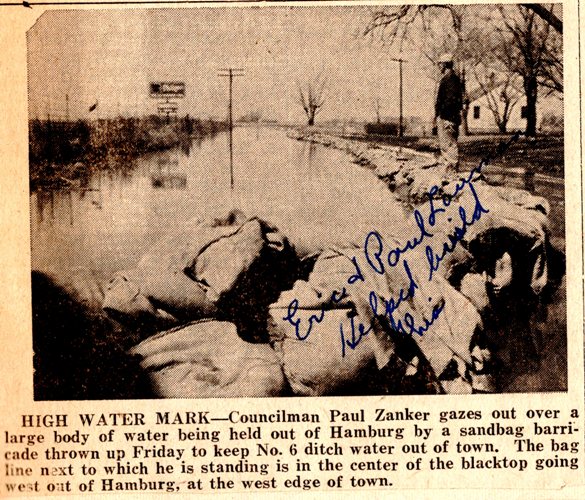 Eric & Paul Lawman
Helped build
this
HIGH WATER MARK—Councilman Paul Zanker gazes out over a
large body of water being held out of Hamburg by a sandbag barri-
cade thrown up Friday to keep No. 6 ditch water out of town. The bag
line next to which he is standing is in the center of the blacktop going
west out of Hamburg, at the west edge of town.